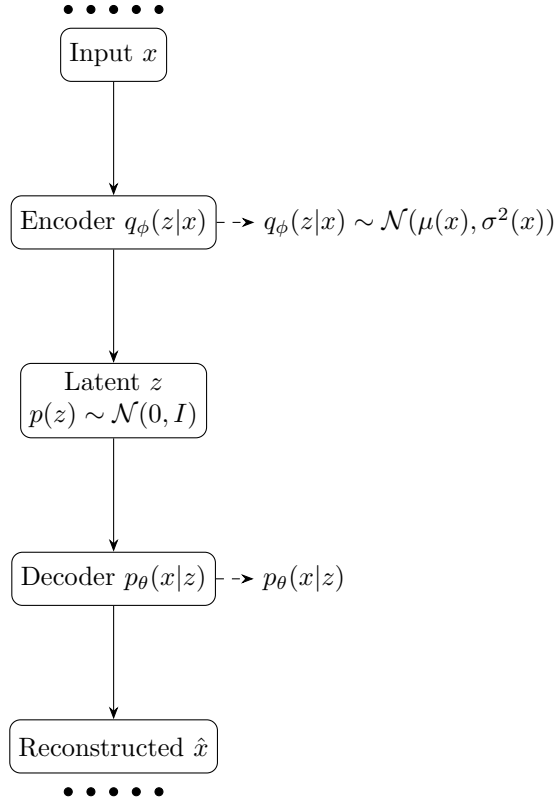 Input x
Encoder q_ϕ(z|x)
q_ϕ(z|x) ∼ 𝒩(μ(x), σ²(x))
Latent z
p(z) ∼ 𝒩(0, I)
Decoder p_θ(x|z)
p_θ(x|z)
Reconstructed x̂